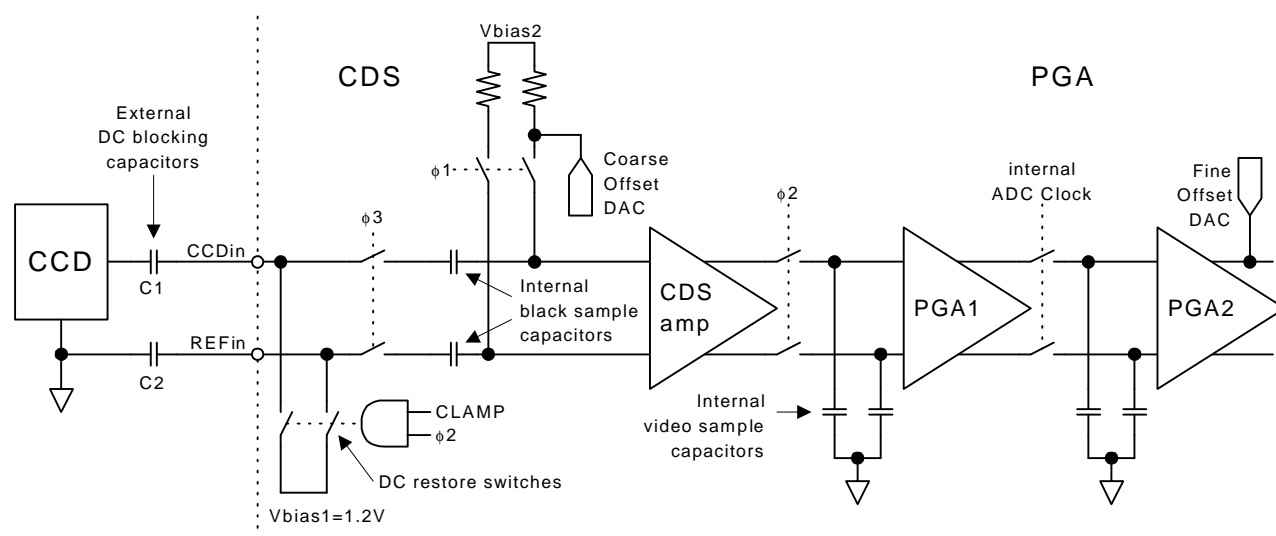 Vbias2
CDS
PGA
External
DC blocking
capacitors
Coarse
Offset
DAC
ϕ1
ϕ2
internal
ADC Clock
Fine
Offset
DAC
ϕ3
CCD
CCDin
C1
Internal
black sample
capacitors
CDS
amp
PGA1
PGA2
REFin
C2
CLAMP
ϕ2
Internal
video sample
capacitors
DC restore switches
Vbias1=1.2V